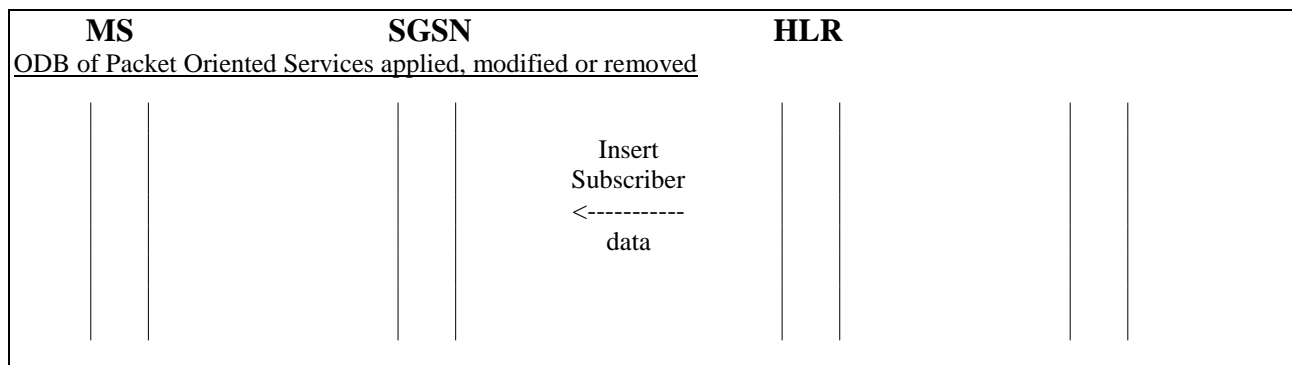 MS SGSN HLR
ODB of Packet Oriented Services applied, modified or removed
Insert
Subscriber
<-----------
data